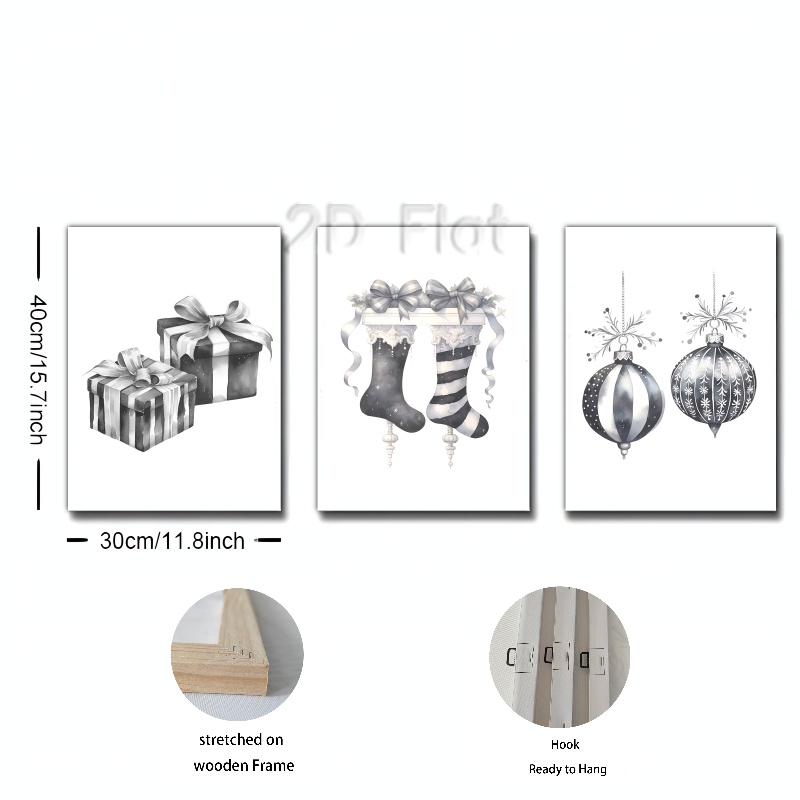 2D Flat
40cm/15.7inch
30cm/11.8inch
stretched on
wooden Frame
Hook
Ready to Hang